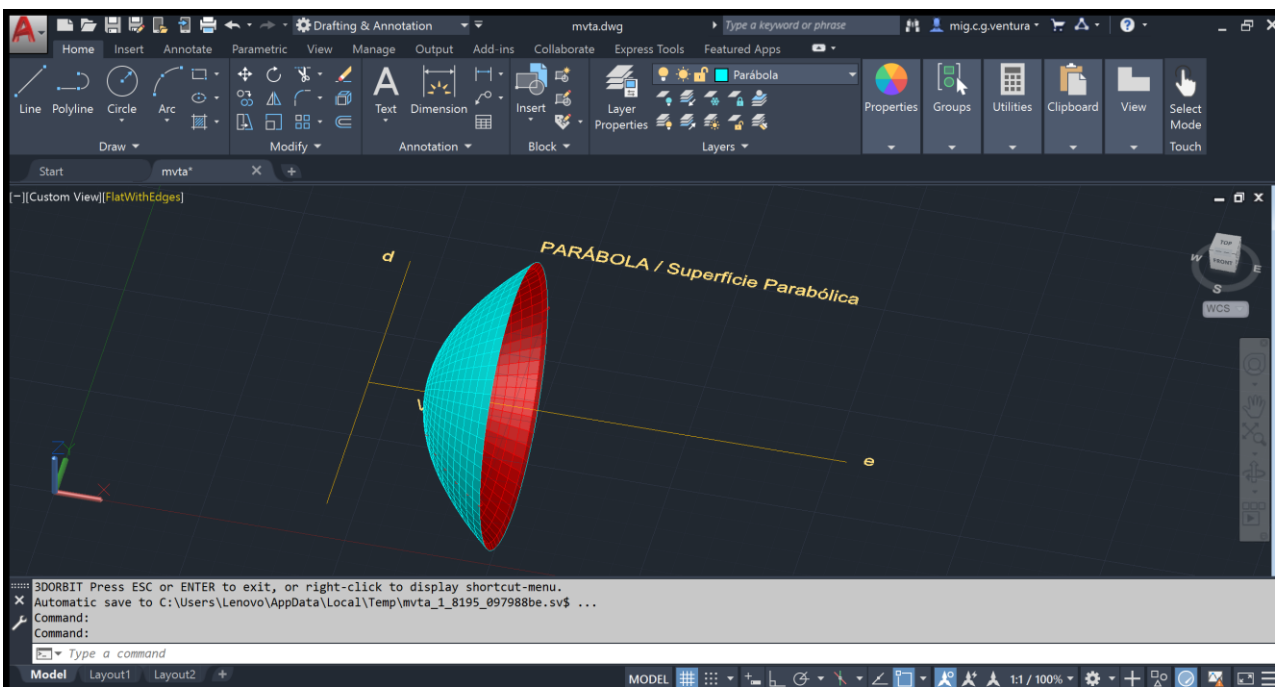 Drafting & Annotation
mvta.dwg
Type a keyword or phrase
mig.c.g.ventura
Home Insert Annotate Parametric View Manage Output Add-ins Collaborate Express Tools Featured Apps
Parábola
Line Polyline Circle Arc
Text Dimension
Insert
Layer
Properties
Properties Groups Utilities Clipboard View
Select
Mode
Draw Modify Annotation Block Layers Touch
Start mvta* +
[-][Custom View][FlatWithEdges]
TOP
FRONT
W E
S
WCS
d
PARÁBOLA / Superfície Parabólica
V
e
Z Y X
3DORBIT Press ESC or ENTER to exit, or right-click to display shortcut-menu.
Automatic save to C:\Users\Lenovo\AppData\Local\Temp\mvta_1_8195_097988be.sv$ ...
Command:
Command:
Type a command
Model Layout1 Layout2 +
MODEL 1:1 / 100%